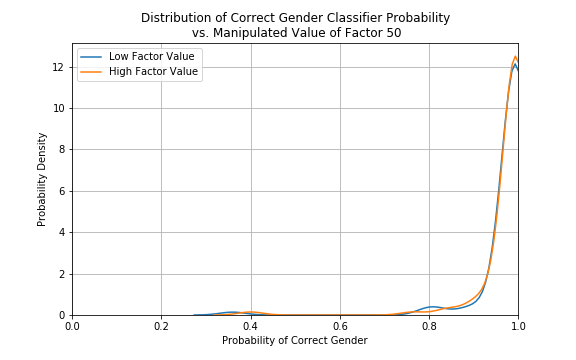 Distribution of Correct Gender Classifier Probability
vs. Manipulated Value of Factor 50
Low Factor Value
High Factor Value
Probability Density
12
10
8
6
4
2
0
0.0 0.2 0.4 0.6 0.8 1.0
Probability of Correct Gender